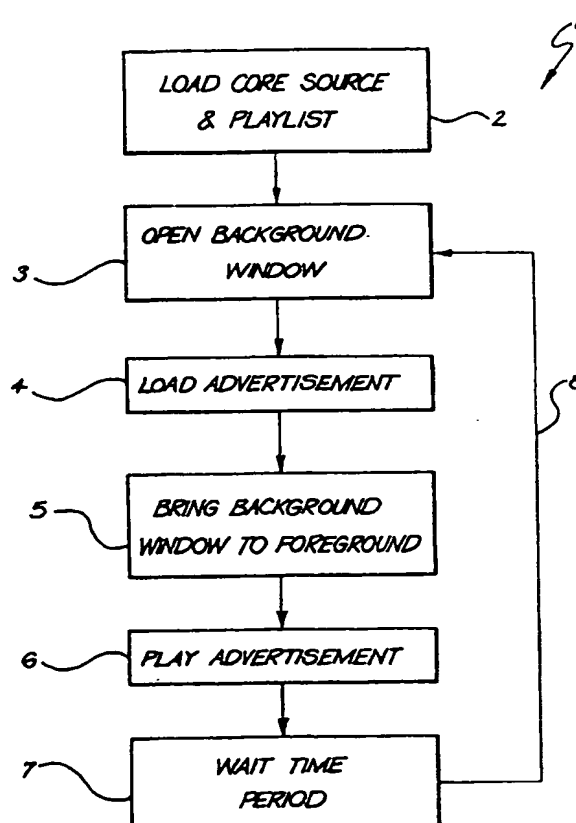 LOAD CORE SOURCE
& PLAYLIST
2
OPEN BACKGROUND
WINDOW
3
4
LOAD ADVERTISEMENT
8
5
BRING BACKGROUND
WINDOW TO FOREGROUND
6
PLAY ADVERTISEMENT
7
WAIT TIME
PERIOD